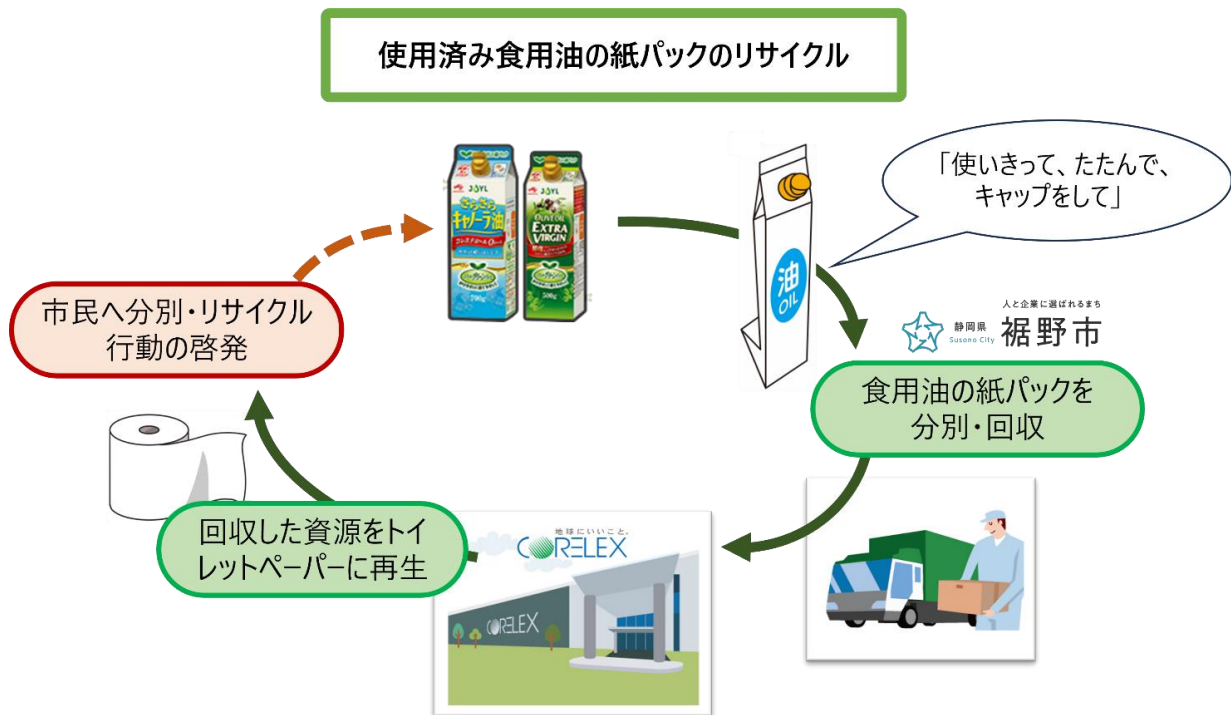 使用済み食用油の紙パックのリサイクル
「使いきって、たたんで、
キャップをして」
J-OYL
さらさら
キャノーラ油
700g
J-OYL
OLIVE OIL
EXTRA
VIRGIN
500g
油
OIL
人と企業に選ばれるまち
静岡県
Susono City
裾野市
食用油の紙パックを
分別・回収
市民へ分別・リサイクル
行動の啓発
回収した資源をトイ
レットペーパーに再生
地球にいいこと。
CORELEX
CORELEX